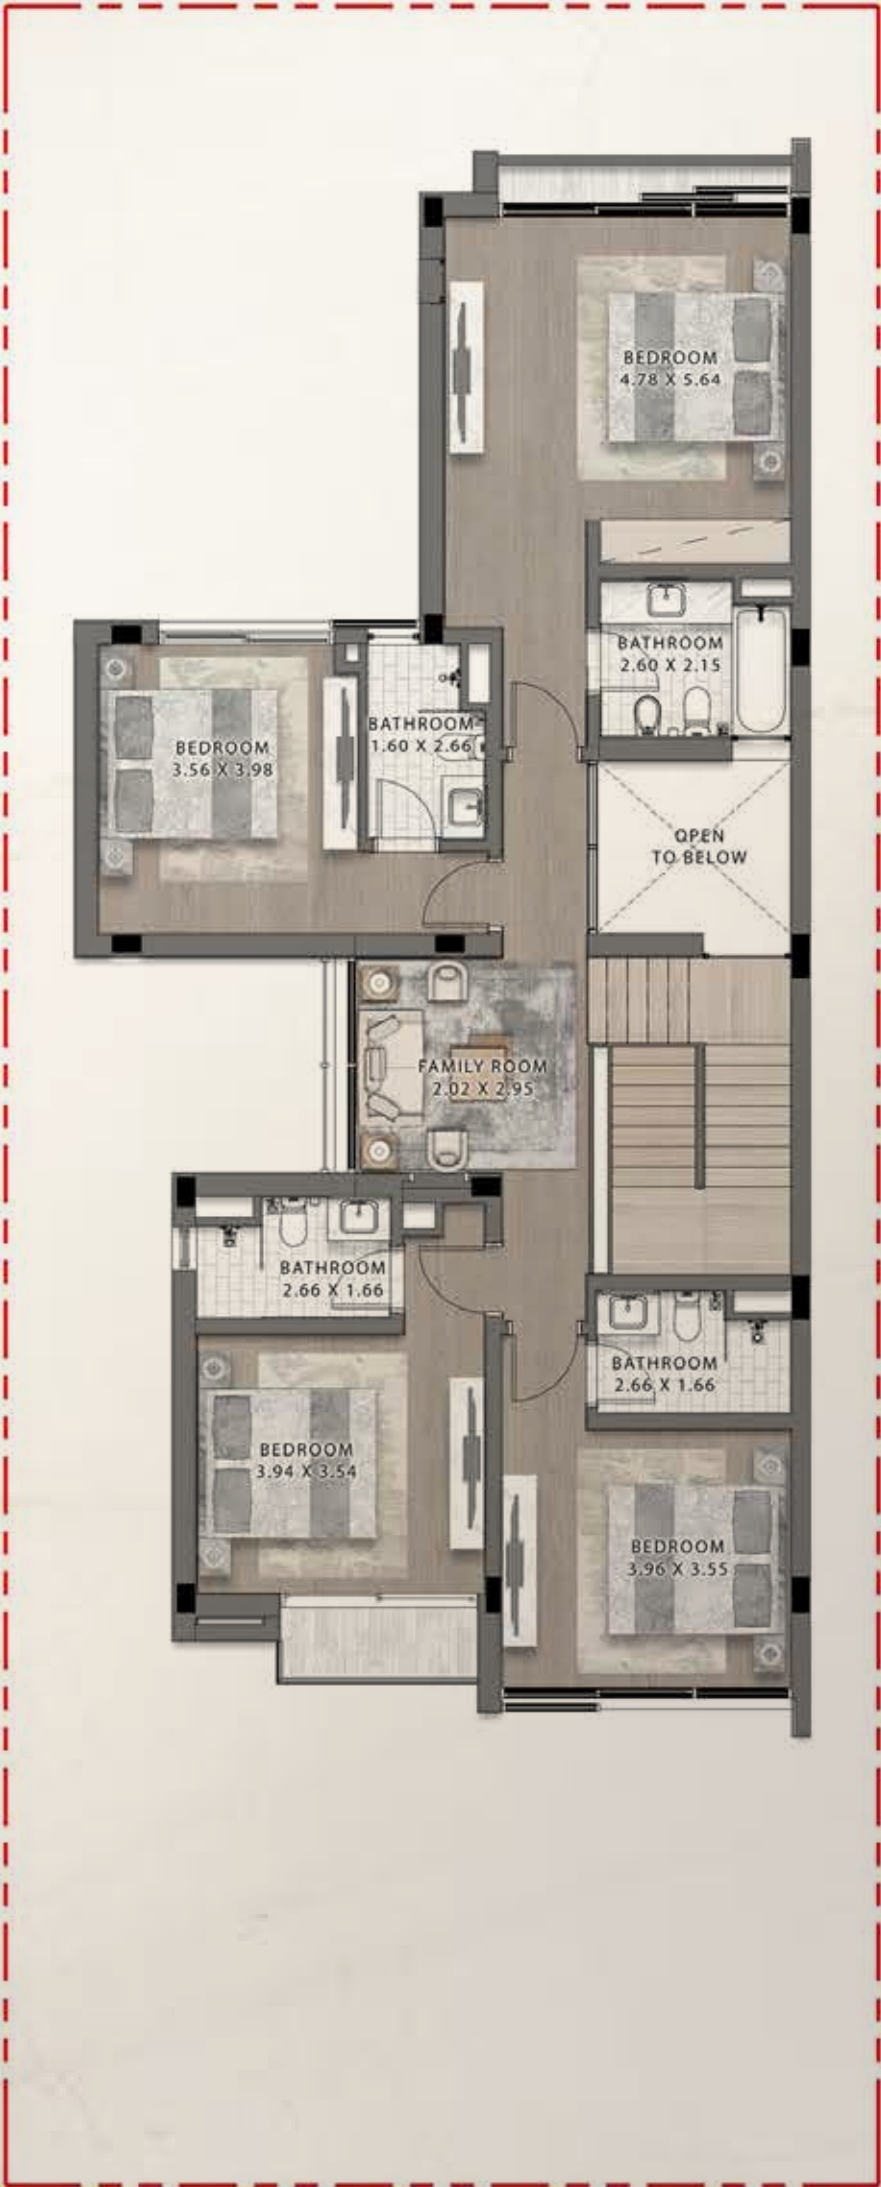 BEDROOM
4.78 X 5.64
BATHROOM
2.60 X 2.15
BATHROOM
1.60 X 2.66
BEDROOM
3.56 X 3.98
OPEN
TO BELOW
FAMILY ROOM
2.02 X 2.95
BATHROOM
2.66 X 1.66
BATHROOM
2.66 X 1.66
BEDROOM
3.94 X 3.54
BEDROOM
3.96 X 3.55